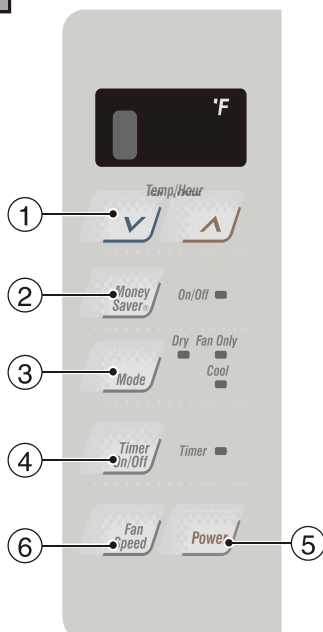 °F
Temp/Hour
1
2
Money
Saver®
On/Off
Dry Fan Only
Cool
3
Mode
4
Timer
On/Off
Timer
5
6
Fan
Speed
Power